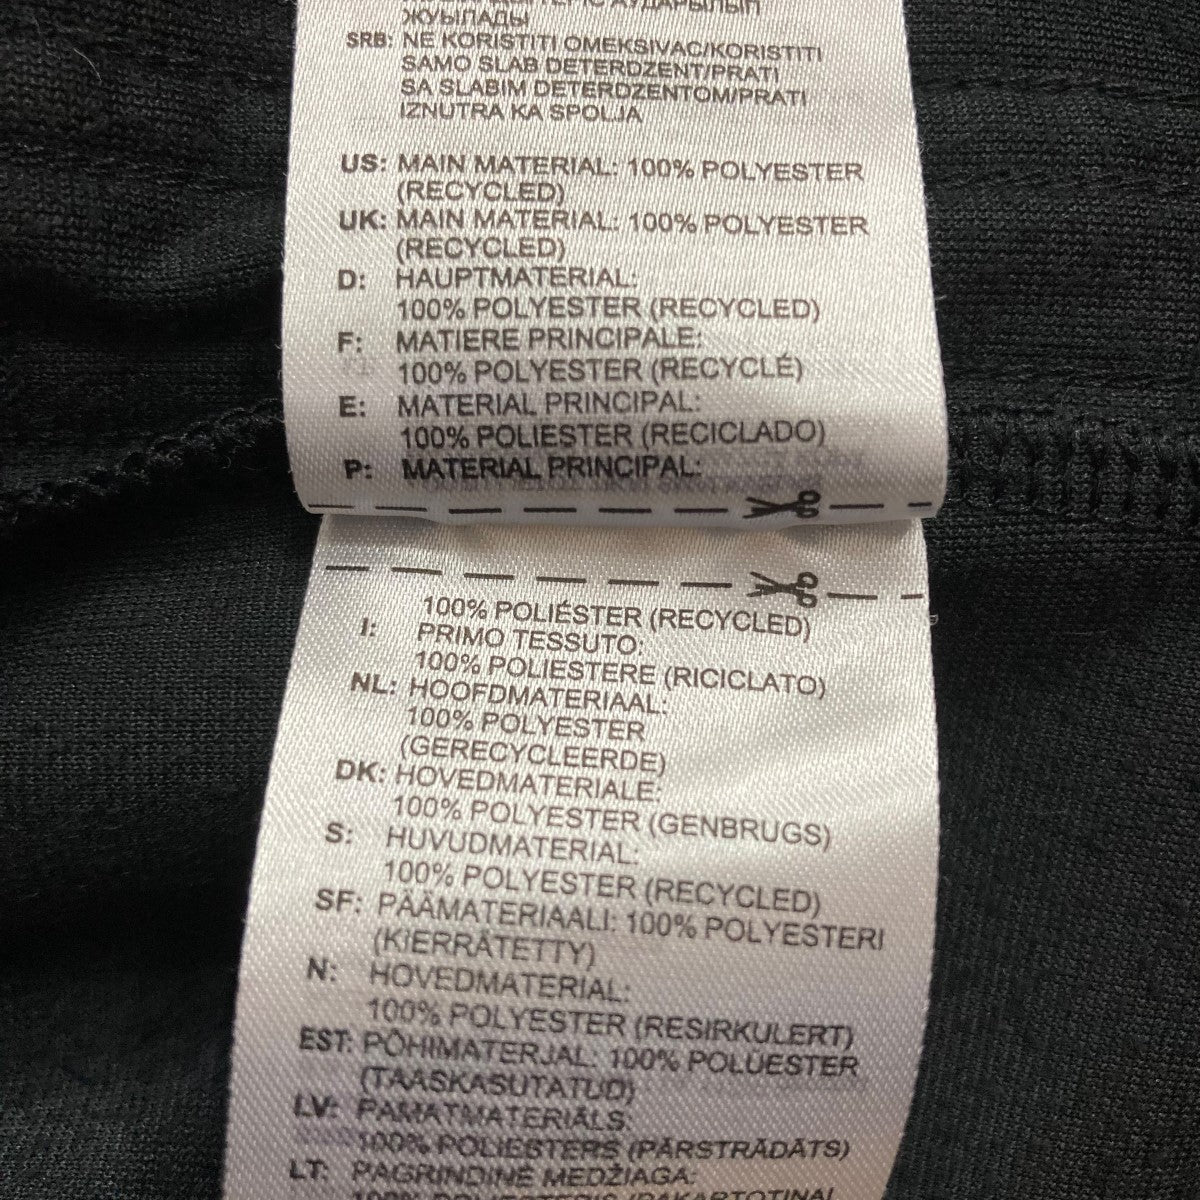 АУДАРЫЛЫП
ЖУЫЛАДЫ
SRB: NE KORISTITI OMEKSIVAC/KORISTITI
SAMO SLAB DETERDZENT/PRATI
SA SLABIM DETERDZENTOM/PRATI
IZNUTRA KA SPOLJA
US: MAIN MATERIAL: 100% POLYESTER
(RECYCLED)
UK: MAIN MATERIAL: 100% POLYESTER
(RECYCLED)
D: HAUPTMATERIAL:
100% POLYESTER (RECYCLED)
F: MATIERE PRINCIPALE:
100% POLYESTER (RECYCLÉ)
E: MATERIAL PRINCIPAL:
100% POLIESTER (RECICLADO)
P: MATERIAL PRINCIPAL:
100% POLIÉSTER (RECYCLED)
I: PRIMO TESSUTO:
100% POLIESTERE (RICICLATO)
NL: HOOFDMATERIAAL:
100% POLYESTER
(GERECYCLEERDE)
DK: HOVEDMATERIALE:
100% POLYESTER (GENBRUGS)
S: HUVUDMATERIAL:
100% POLYESTER (RECYCLED)
SF: PÄÄMATERIAALI: 100% POLYESTERI
(KIERRÄTETTY)
N: HOVEDMATERIAL:
100% POLYESTER (RESIRKULERT)
EST: PÕHIMATERJAL: 100% POLÜESTER
(TAASKASUTATUD)
LV: PAMATMATERIĀLS:
100% POLIESTERS (PĀRSTRĀDĀTS)
LT: PAGRINDINĖ MEDŽIAGA: